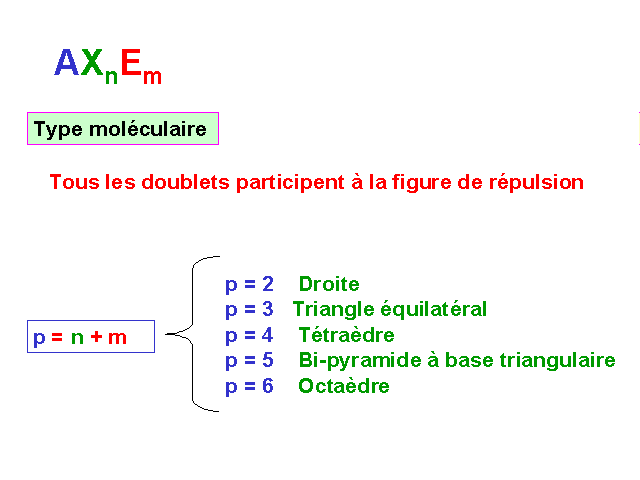 AXnEm
Type moléculaire
Tous les doublets participent à la figure de répulsion
p = 2 Droite
p = 3 Triangle équilatéral
p = n + m
p = 4 Tétraèdre
p = 5 Bi-pyramide à base triangulaire
p = 6 Octaèdre